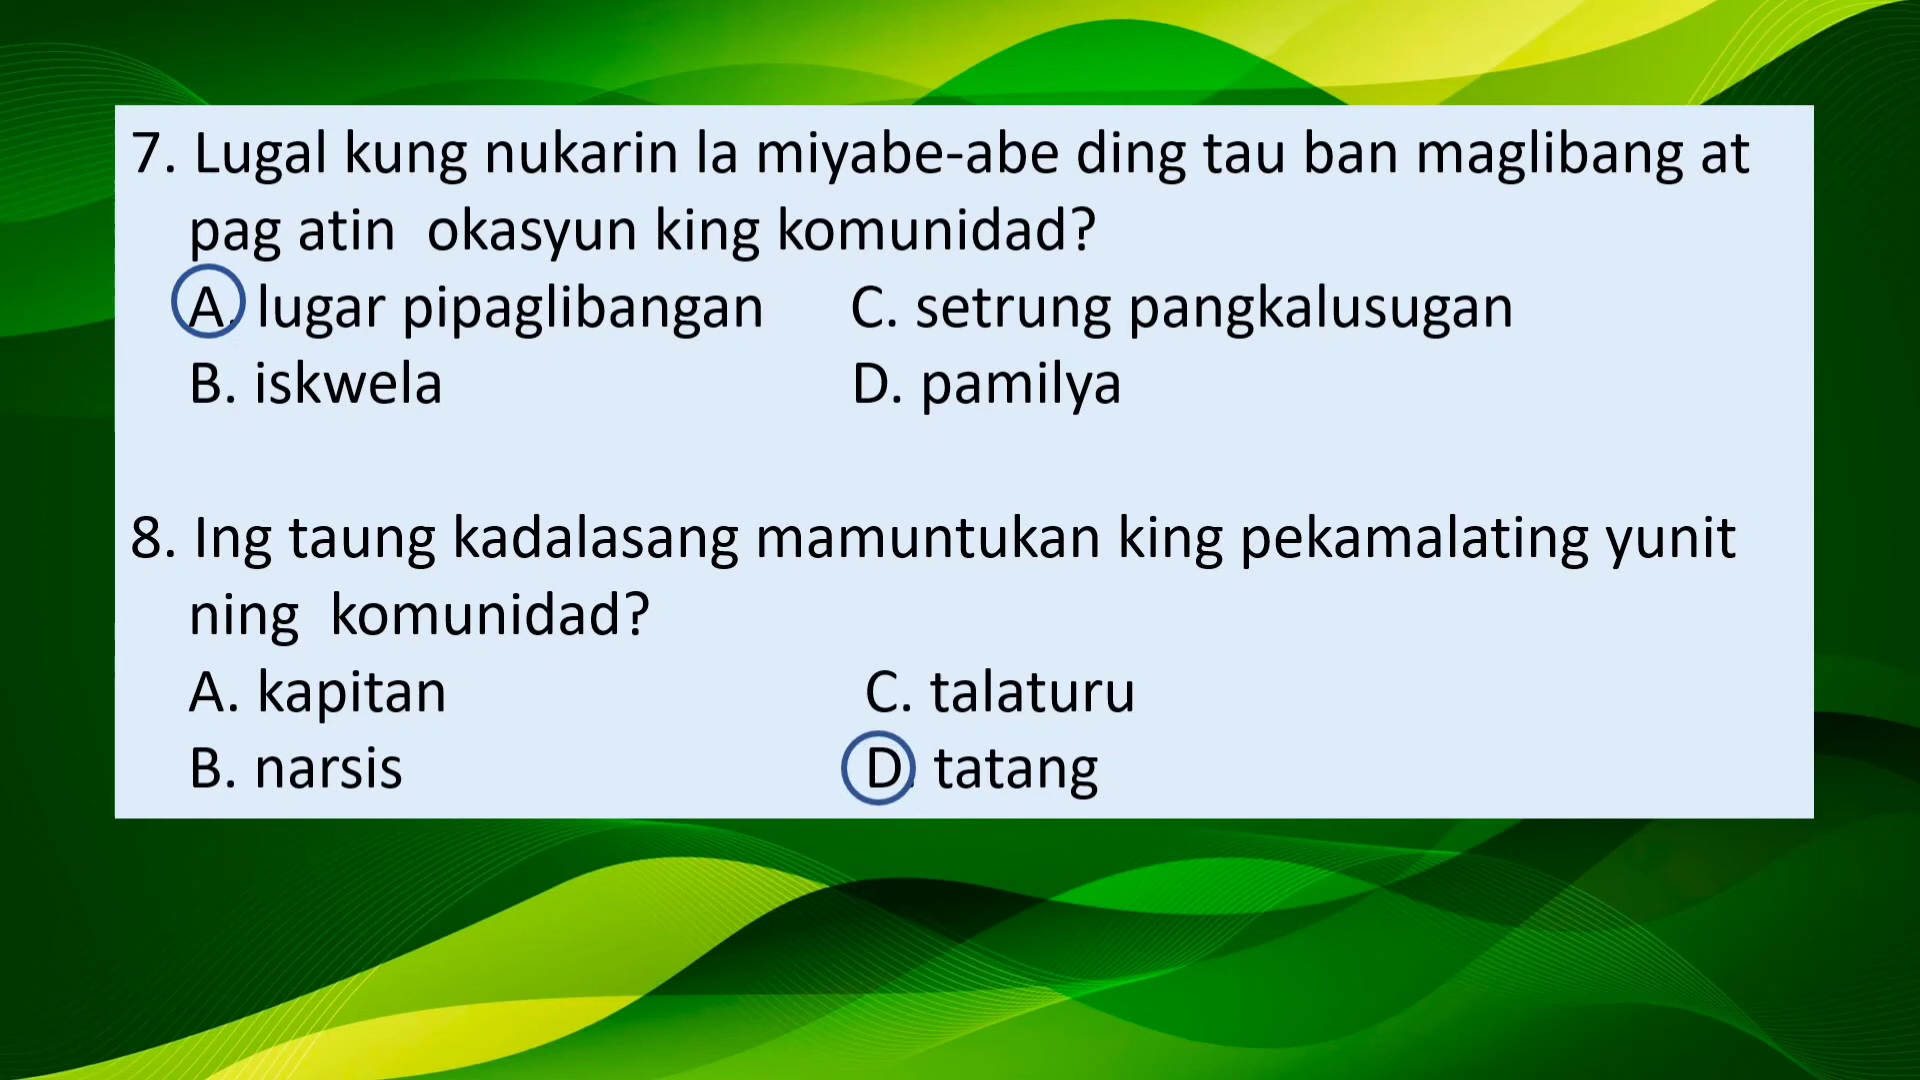 7. Lugal kung nukarin la miyabe-abe ding tau ban maglibang at
pag atin okasyun king komunidad?
A. lugar pipaglibangan C. setrung pangkalusugan
B. iskwela D. pamilya
8. Ing taung kadalasang mamuntukan king pekamalating yunit
ning komunidad?
A. kapitan C. talaturu
B. narsis D. tatang